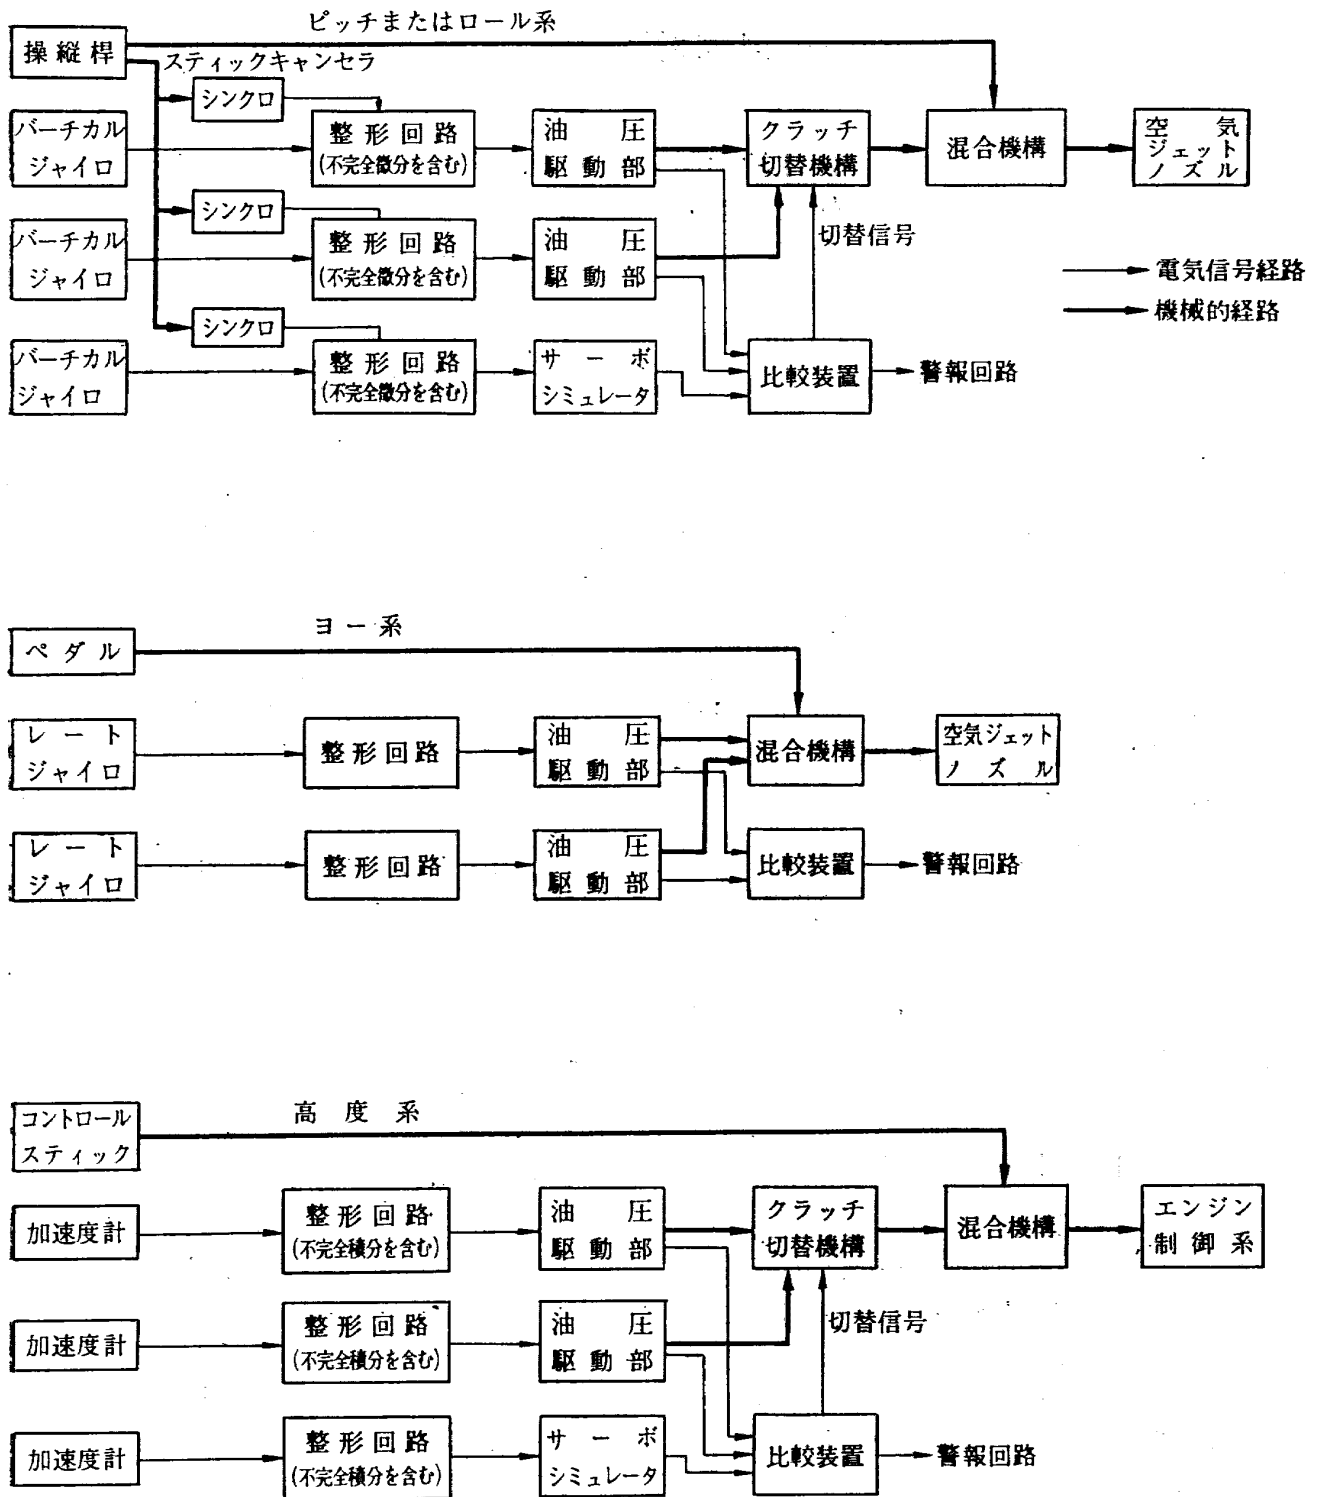 ピッチまたはロール系
操縦桿
スティックキャンセラ
シンクロ
バーチカル
ジャイロ
整形回路
(不完全微分を含む)
油圧
駆動部
クラッチ
切替機構
混合機構
空気
ジェット
ノズル
シンクロ
バーチカル
ジャイロ
整形回路
(不完全微分を含む)
油圧
駆動部
切替信号
電気信号経路
機械的経路
シンクロ
バーチカル
ジャイロ
整形回路
(不完全微分を含む)
サーボ
シミュレータ
比較装置
警報回路
ヨー系
ペダル
レート
ジャイロ
整形回路
油圧
駆動部
混合機構
空気ジェット
ノズル
レート
ジャイロ
整形回路
油圧
駆動部
比較装置
警報回路
高度系
コントロール
スティック
加速度計
整形回路
(不完全積分を含む)
油圧
駆動部
クラッチ
切替機構
混合機構
エンジン
制御系
加速度計
整形回路
(不完全積分を含む)
油圧
駆動部
切替信号
加速度計
整形回路
(不完全積分を含む)
サーボ
シミュレータ
比較装置
警報回路